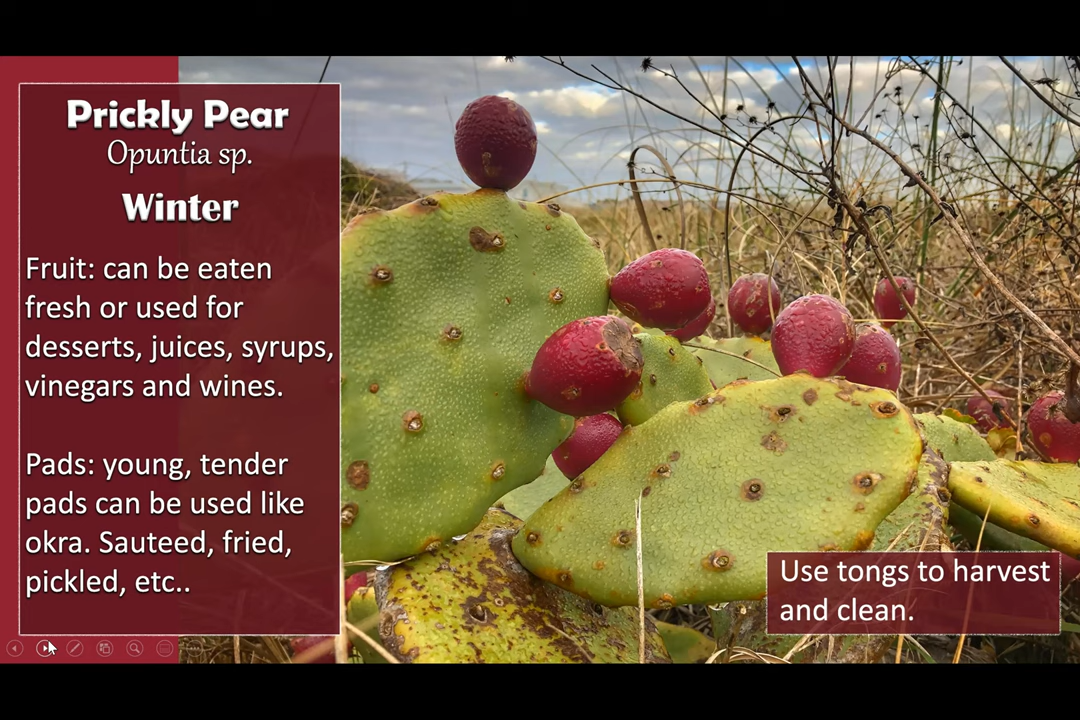 Prickly Pear
Opuntia sp.
Winter
Fruit: can be eaten
fresh or used for
desserts, juices, syrups,
vinegars and wines.
Pads: young, tender
pads can be used like
okra. Sauteed, fried,
pickled, etc..
Use tongs to harvest
and clean.